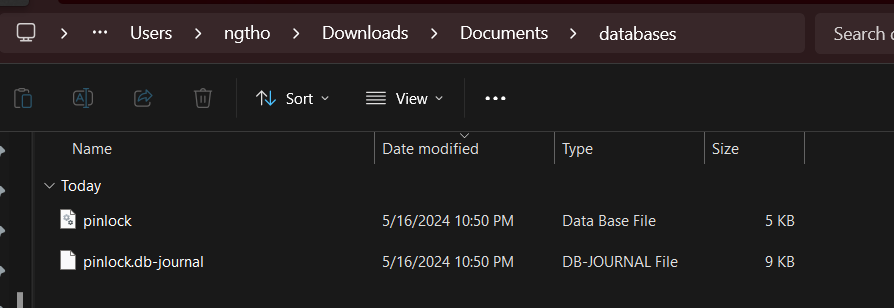 ··· Users ngtho Downloads Documents databases Search
Sort View ···
Name Date modified Type Size
Today
pinlock 5/16/2024 10:50 PM Data Base File 5 KB
pinlock.db-journal 5/16/2024 10:50 PM DB-JOURNAL File 9 KB